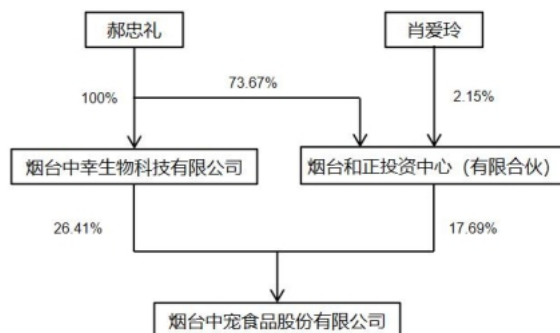 郝忠礼
肖爱玲
73.67%
100%
2.15%
烟台中幸生物科技有限公司
烟台和正投资中心（有限合伙）
26.41%
17.69%
烟台中宠食品股份有限公司